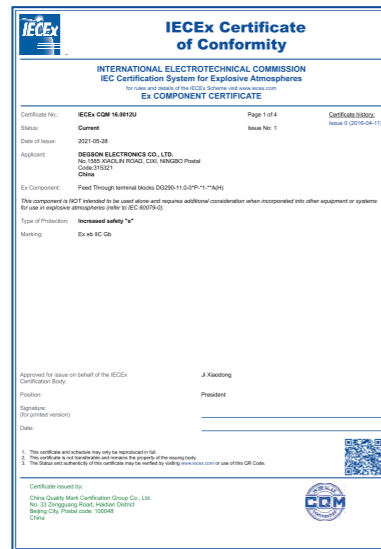 IECEx
IECEx Certificate
of Conformity
INTERNATIONAL ELECTROTECHNICAL COMMISSION
IEC Certification System for Explosive Atmospheres
for rules and details of the IECEx Scheme visit www.iecex.com
Ex COMPONENT CERTIFICATE
Certificate No.: IECEx CQM 16.0012U Page 1 of 4 Certificate history:
Issue 0 (2016-04-11)
Status: Current Issue No: 1
Date of Issue: 2021-05-28
Applicant: DEGSON ELECTRONICS CO., LTD.
No.1585 XIAOLIN ROAD, CIXI, NINGBO Postal
Code:315321
China
Ex Component: Feed Through terminal blocks DG290-11.0-0*P-*1-**A(H)
This component is NOT intended to be used alone and requires additional consideration when incorporated into other equipment or systems
for use in explosive atmospheres (refer to IEC 60079-0).
Type of Protection: Increased safety "e"
Marking: Ex eb IIC Gb
Approved for issue on behalf of the IECEx Ji Xiaodong
Certification Body:
Position: President
Signature:
(for printed version)
Date:
1. This certificate and schedule may only be reproduced in full.
2. This certificate is not transferable and remains the property of the issuing body.
3. The Status and authenticity of this certificate may be verified by visiting www.iecex.com or use of this QR Code.
Certificate issued by:
China Quality Mark Certification Group Co., Ltd.
No. 33 Zengguang Road, Haidian District
Beijing City, Postal code: 100048
China
CQM